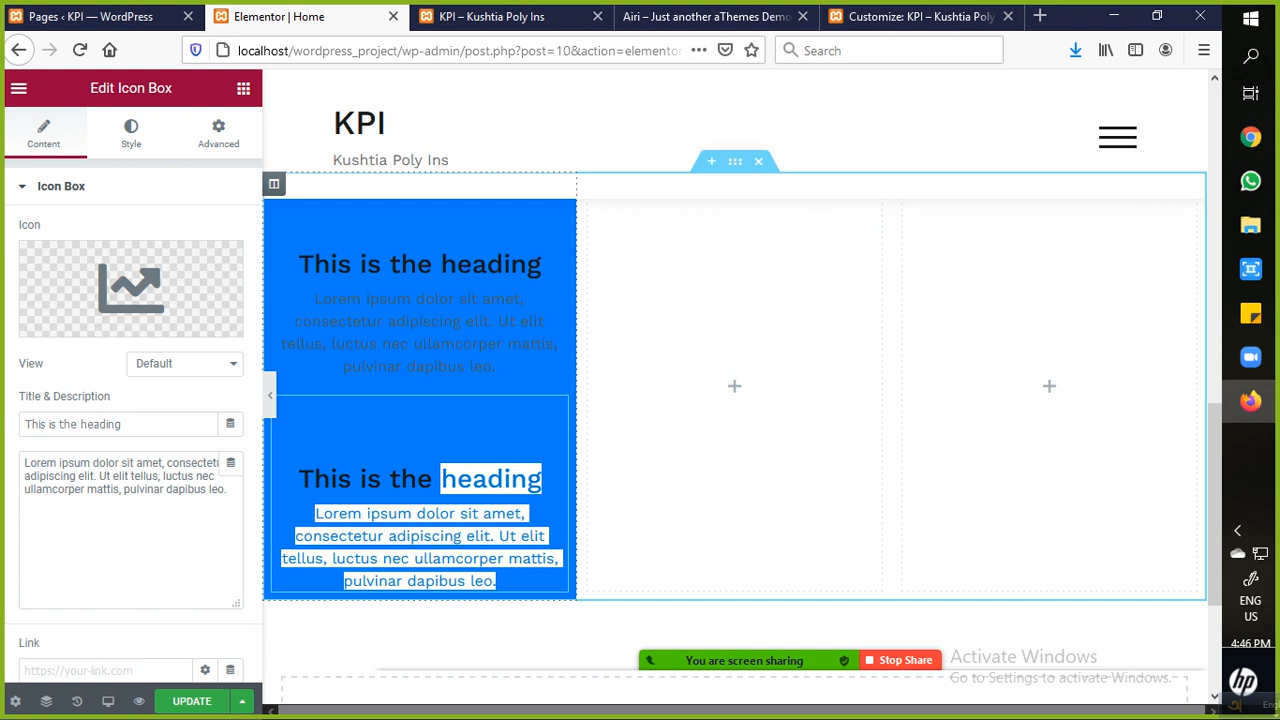 Pages ‹ KPI — WordPress
Elementor | Home
KPI – Kushtia Poly Ins
Airi – Just another aThemes Demo
Customize: KPI – Kushtia Poly
localhost/wordpress_project/wp-admin/post.php?post=10&action=elementor
Search
Edit Icon Box
Content
Style
Advanced
Icon Box
Icon
View
Default
Title & Description
This is the heading
Lorem ipsum dolor sit amet, consectetu
adipiscing elit. Ut elit tellus, luctus nec
ullamcorper mattis, pulvinar dapibus leo.
Link
https://your-link.com
UPDATE
KPI
Kushtia Poly Ins
This is the heading
Lorem ipsum dolor sit amet,
consectetur adipiscing elit. Ut elit
tellus, luctus nec ullamcorper mattis,
pulvinar dapibus leo.
This is the heading
Lorem ipsum dolor sit amet,
consectetur adipiscing elit. Ut elit
tellus, luctus nec ullamcorper mattis,
pulvinar dapibus leo.
You are screen sharing
Stop Share
Activate Windows
Go to Settings to activate Windows.
ENG
US
4:46 PM
hp